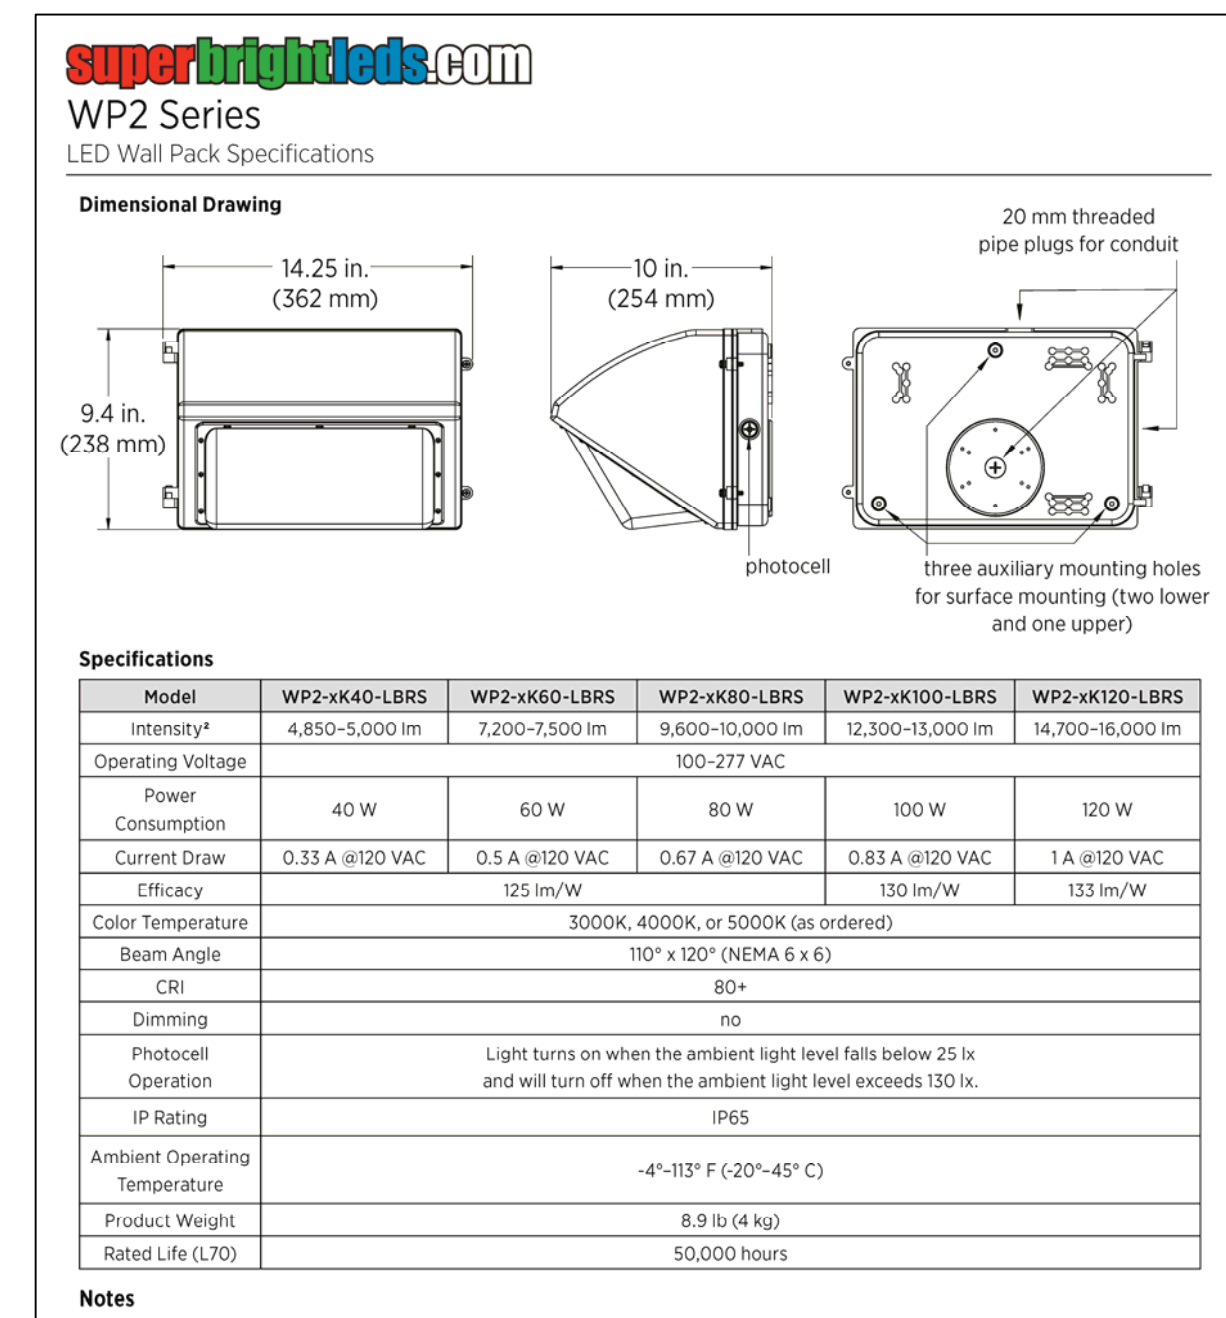 superbrightleds.com
WP2 Series
LED Wall Pack Specifications
Dimensional Drawing
20 mm threaded
pipe plugs for conduit
14.25 in.
(362 mm)
10 in.
(254 mm)
9.4 in.
(238 mm)
photocell
three auxiliary mounting holes
for surface mounting (two lower
and one upper)
Specifications
Model WP2-xK40-LBRS WP2-xK60-LBRS WP2-xK80-LBRS WP2-xK100-LBRS WP2-xK120-LBRS
Intensity² 4,850–5,000 lm 7,200–7,500 lm 9,600–10,000 lm 12,300–13,000 lm 14,700–16,000 lm
Operating Voltage 100–277 VAC
Power
Consumption 40 W 60 W 80 W 100 W 120 W
Current Draw 0.33 A @120 VAC 0.5 A @120 VAC 0.67 A @120 VAC 0.83 A @120 VAC 1 A @120 VAC
Efficacy 125 lm/W 130 lm/W 133 lm/W
Color Temperature 3000K, 4000K, or 5000K (as ordered)
Beam Angle 110° x 120° (NEMA 6 x 6)
CRI 80+
Dimming no
Photocell Light turns on when the ambient light level falls below 25 lx
Operation and will turn off when the ambient light level exceeds 130 lx.
IP Rating IP65
Ambient Operating
Temperature -4°–113° F (-20°–45° C)
Product Weight 8.9 lb (4 kg)
Rated Life (L70) 50,000 hours
Notes